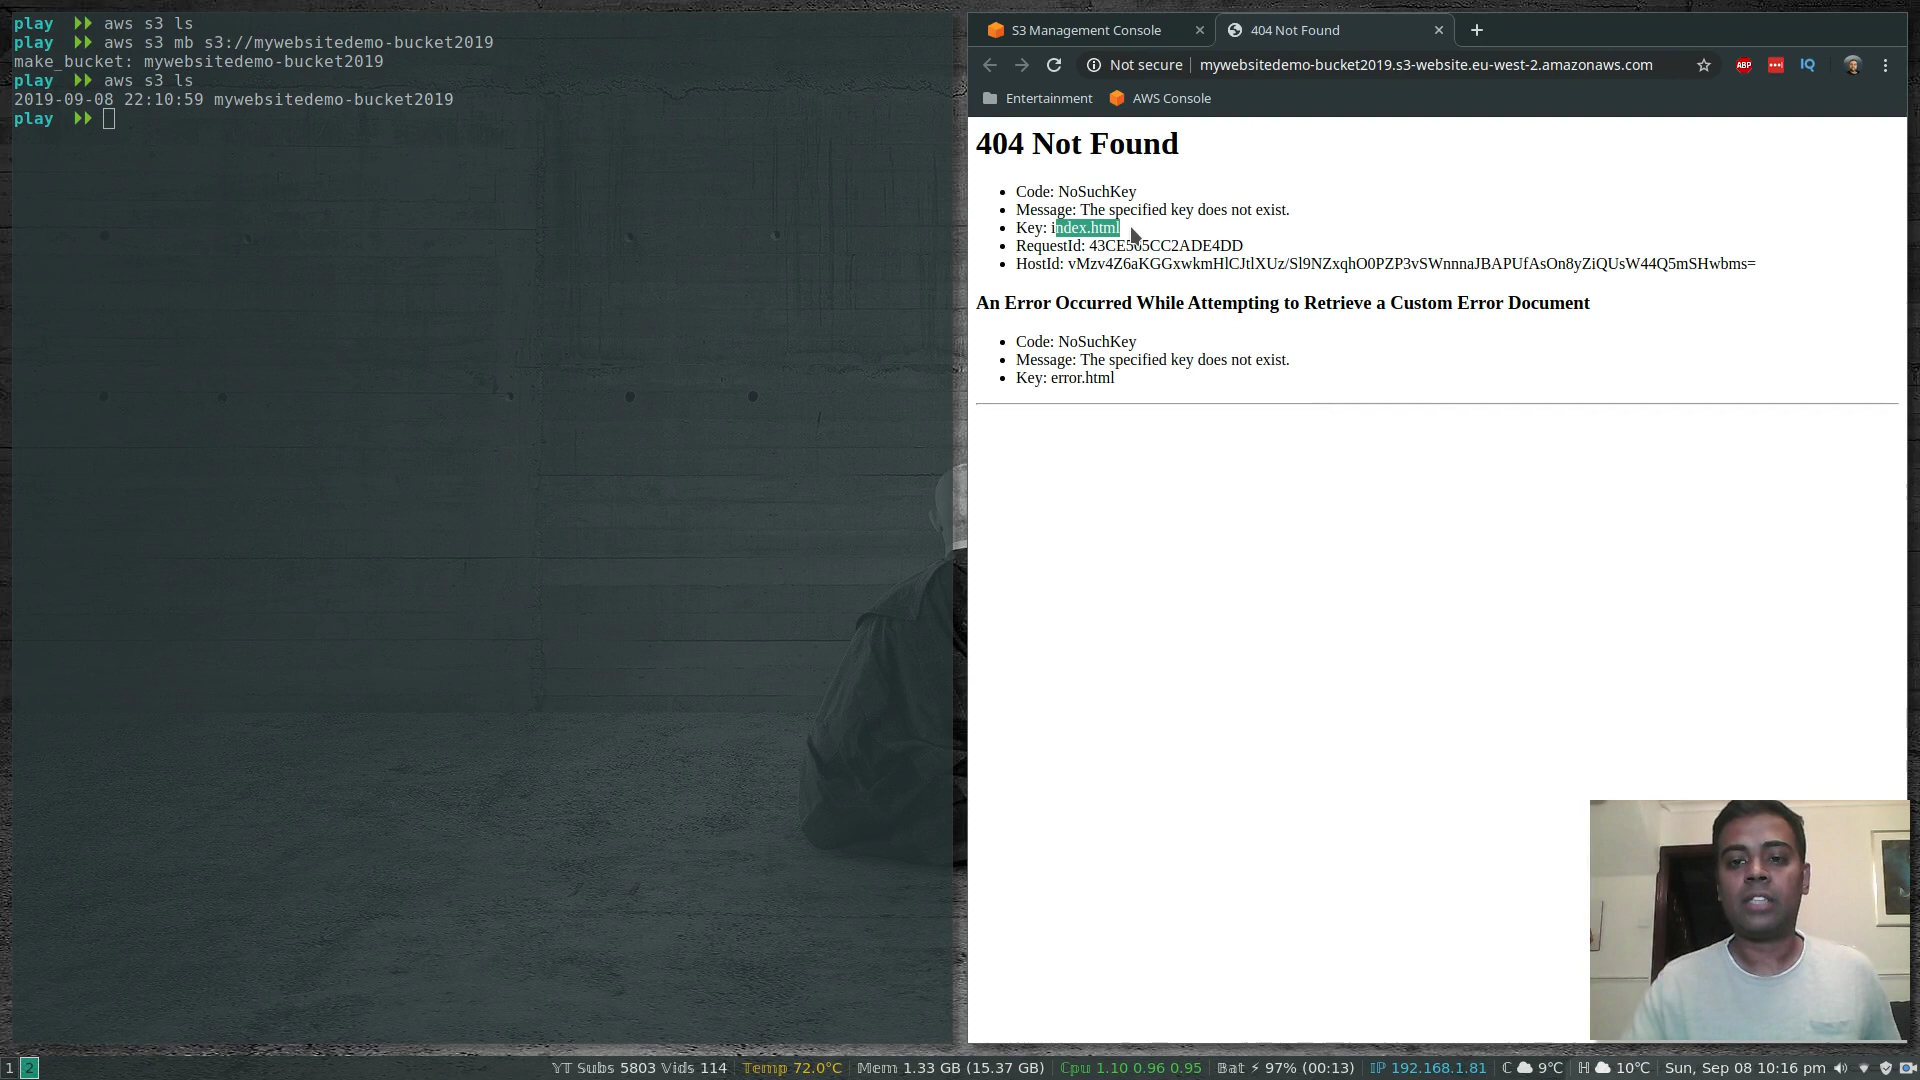 play aws s3 ls
play aws s3 mb s3://mywebsitedemo-bucket2019
make_bucket: mywebsitedemo-bucket2019
play aws s3 ls
2019-09-08 22:10:59 mywebsitedemo-bucket2019
play
S3 Management Console
404 Not Found
Not secure
mywebsitedemo-bucket2019.s3-website.eu-west-2.amazonaws.com
ABP
IQ
Entertainment
AWS Console
404 Not Found
Code: NoSuchKey
Message: The specified key does not exist.
Key: index.html
RequestId: 43CE565CC2ADE4DD
HostId: vMzv4Z6aKGGxwkmHlCJtlXUz/Sl9NZxqhO0PZP3vSWnnnaJBAPUfAsOn8yZiQUsW44Q5mSHwbms=
An Error Occurred While Attempting to Retrieve a Custom Error Document
Code: NoSuchKey
Message: The specified key does not exist.
Key: error.html
1 2 YT Subs 5803 Vids 114 Temp 72.0°C Mem 1.33 GB (15.37 GB) Cpu 1.10 0.96 0.95 Bat ⚡ 97% (00:13) IP 192.168.1.81 C 9°C H 10°C Sun, Sep 08 10:16 pm